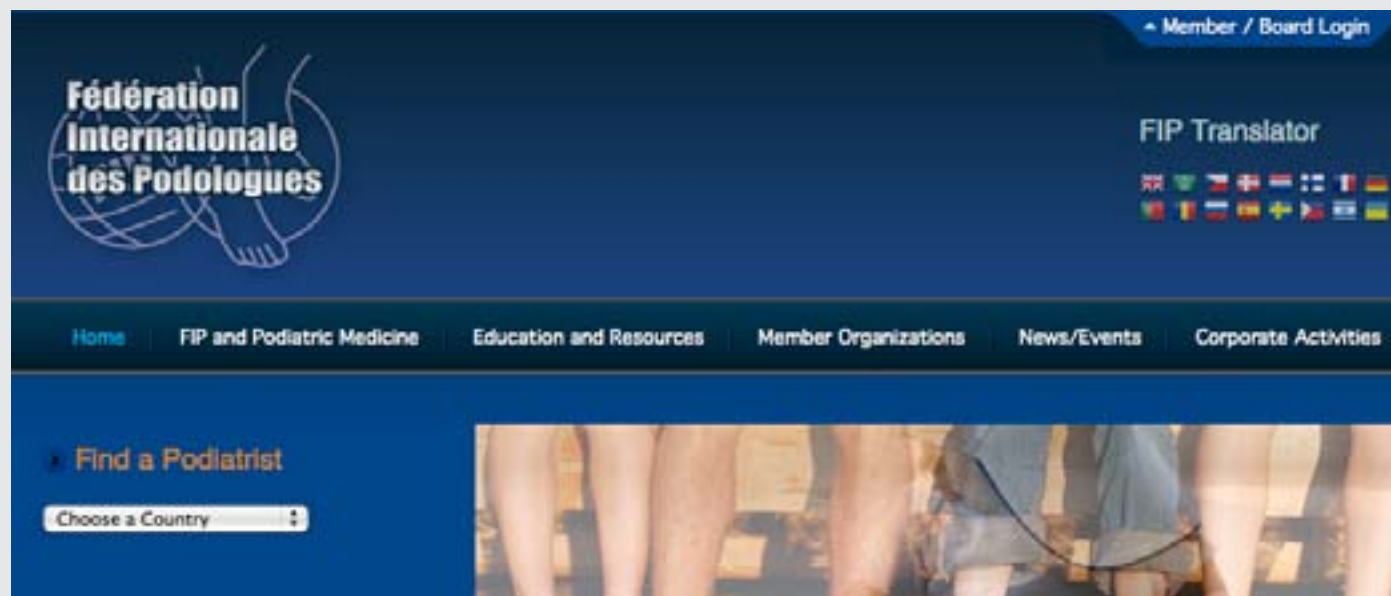 Member / Board Login
Fédération
Internationale
des Podologues
FIP Translator
Home FIP and Podiatric Medicine Education and Resources Member Organizations News/Events Corporate Activities
Find a Podiatrist
Choose a Country